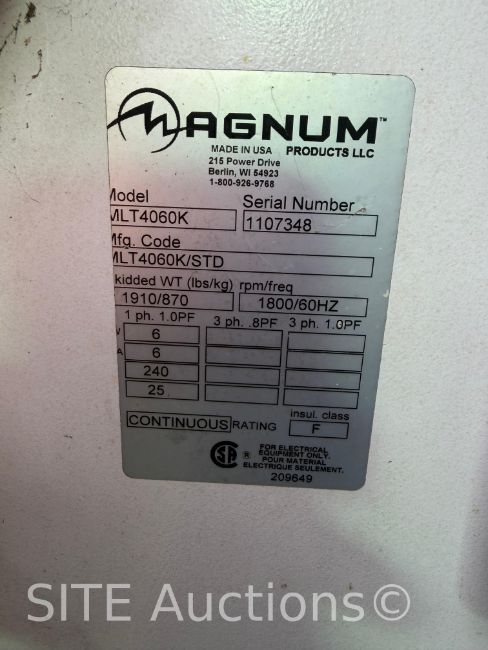 MAGNUM™
MADE IN USA PRODUCTS LLC
215 Power Drive
Berlin, WI 54923
1-800-926-9768
Model Serial Number
MLT4060K 1107348
Mfg. Code
MLT4060K/STD
kidded WT (lbs/kg) rpm/freq
1910/870 1800/60HZ
1 ph. 1.0PF 3 ph. .8PF 3 ph. 1.0PF
6
A 6
240
25
insul. class
CONTINUOUS RATING F
SA ® FOR ELECTRICAL
EQUIPMENT ONLY.
POUR MATERIAL
ELECTRIQUE SEULEMENT.
209649
SITE Auctions©